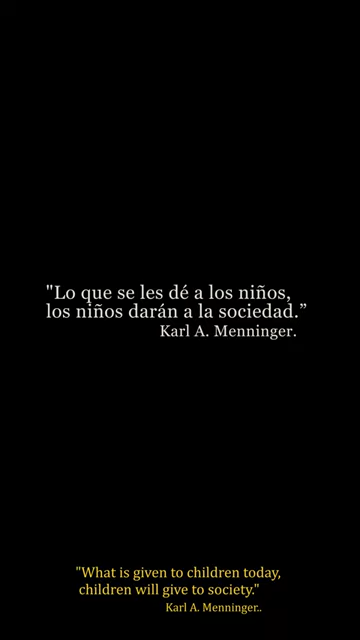 "Lo que se les dé a los niños,
los niños darán a la sociedad.”
Karl A. Menninger.
"What is given to children today,
children will give to society."
Karl A. Menninger..